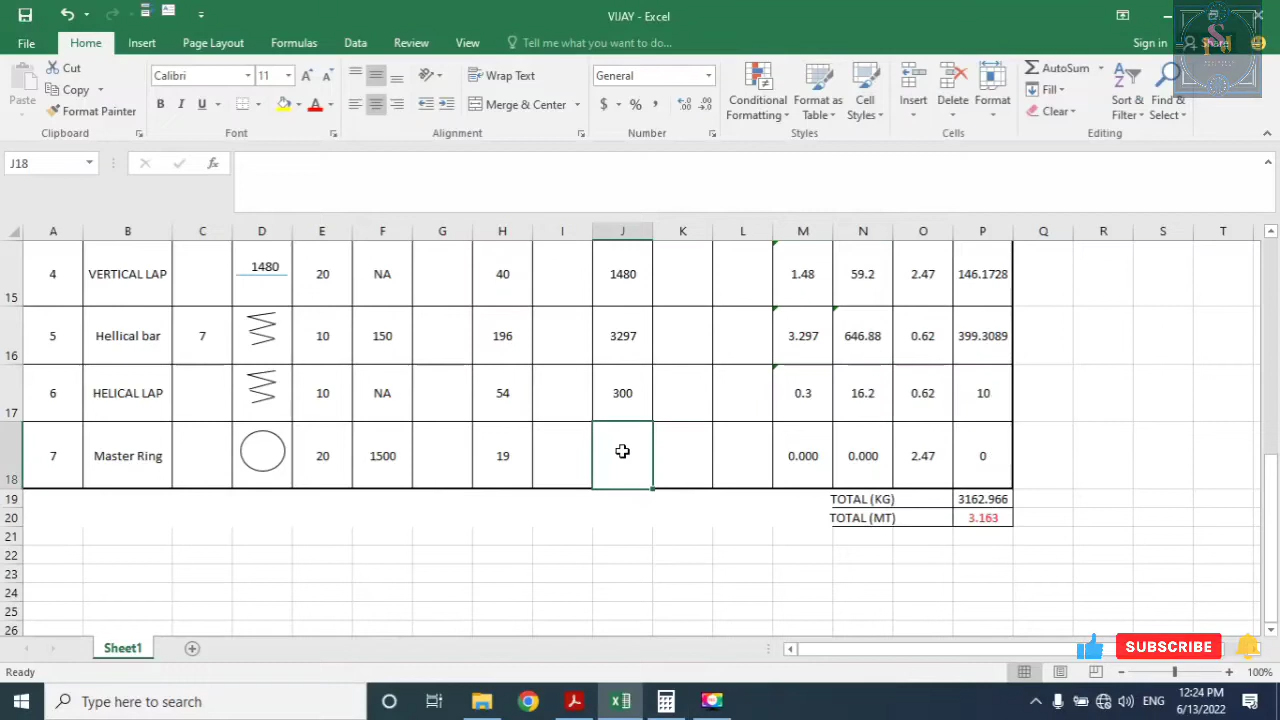 VIJAY - Excel
File Home Insert Page Layout Formulas Data Review View Tell me what you want to do... Sign in Share
Cut
Copy
Format Painter
Paste
Clipboard
Calibri 11
B I U
Font
Wrap Text
Merge & Center
Alignment
General
$ % ,
Number
Conditional Formatting
Format as Table
Cell Styles
Styles
Insert Delete Format
Cells
AutoSum
Fill
Clear
Sort & Filter
Find & Select
Editing
J18 fx
A B C D E F G H I J K L M N O P Q R S T
15 4 VERTICAL LAP 1480 20 NA 40 1480 1.48 59.2 2.47 146.1728
16 5 Hellical bar 7 10 150 196 3297 3.297 646.88 0.62 399.3089
17 6 HELICAL LAP 10 NA 54 300 0.3 16.2 0.62 10
18 7 Master Ring 20 1500 19 0.000 0.000 2.47 0
19 TOTAL (KG) 3162.966
20 TOTAL (MT) 3.163
21
22
23
24
25
26
Sheet1
SUBSCRIBE
Ready 100%
Type here to search
ENG
12:24 PM
6/13/2022